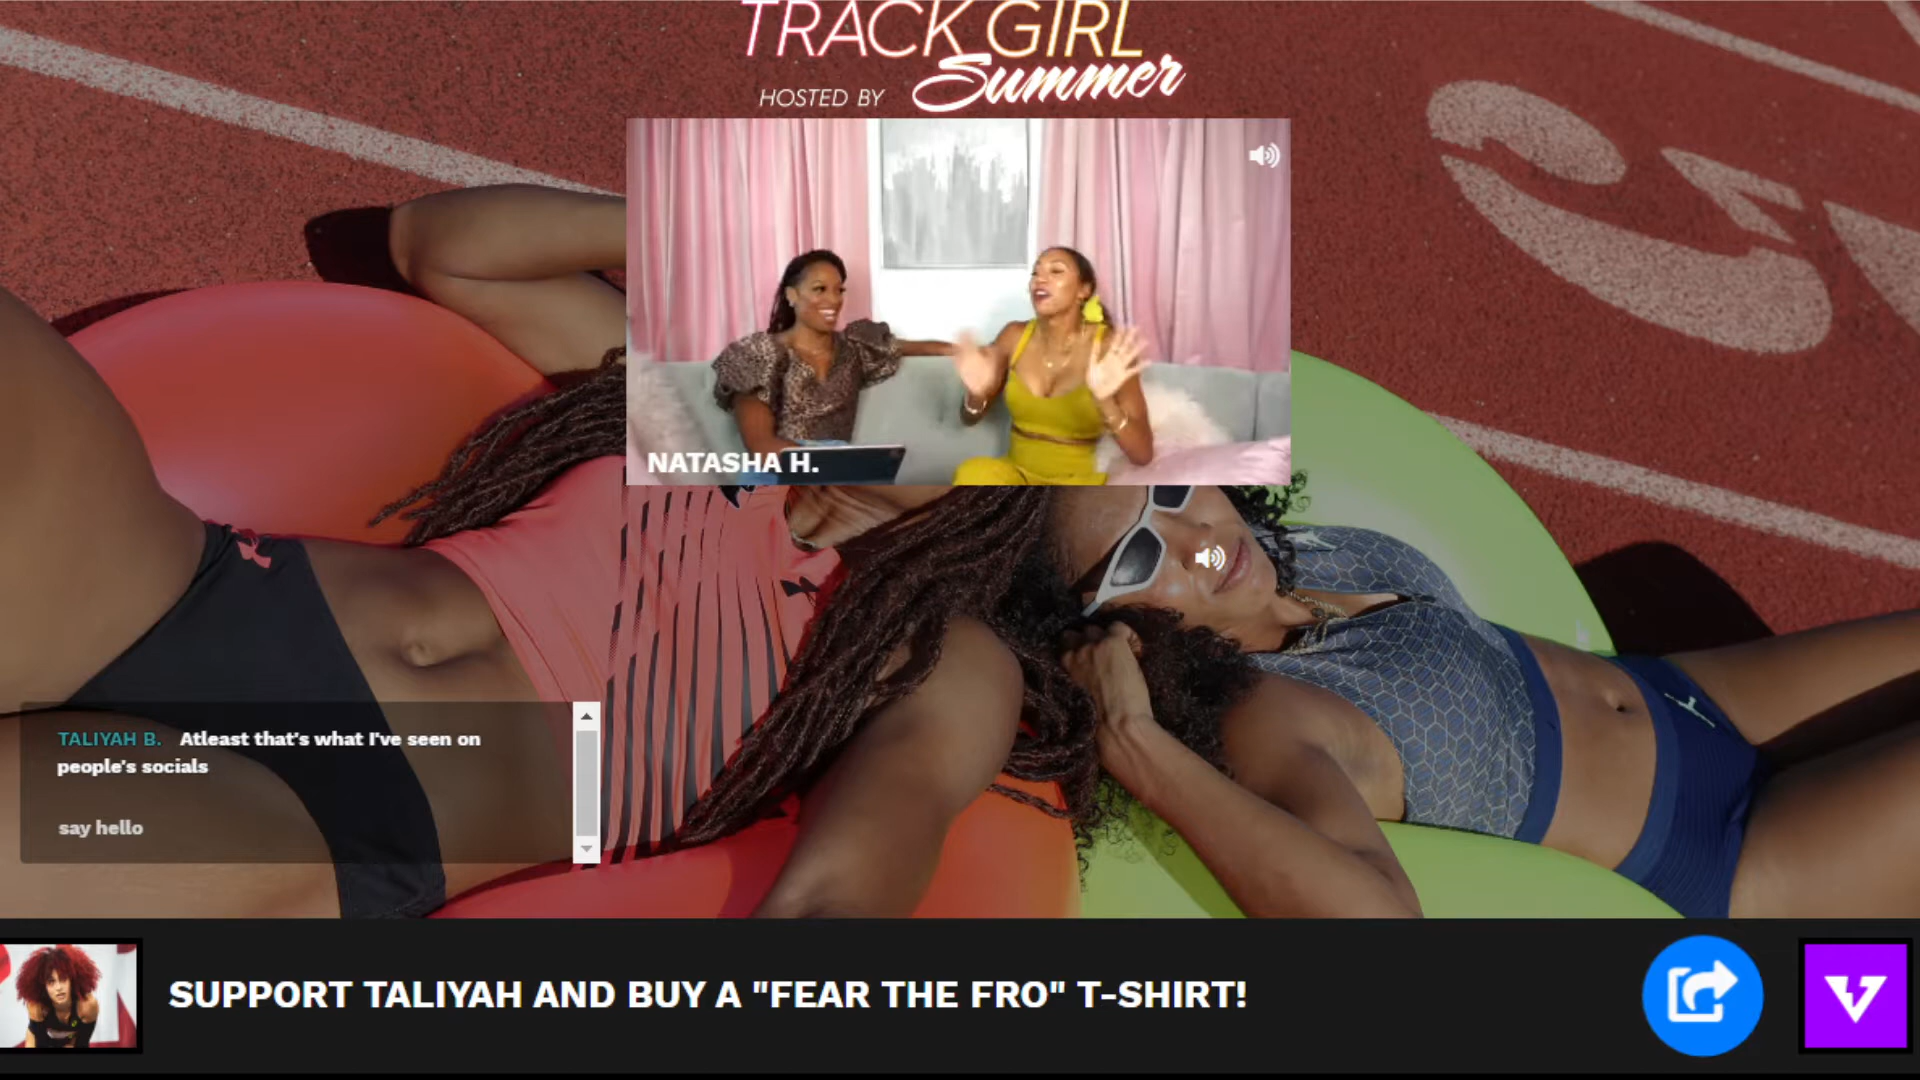 TRACK GIRL
HOSTED BY Summer
NATASHA H.
TALIYAH B. Atleast that's what I've seen on
people's socials
say hello
SUPPORT TALIYAH AND BUY A "FEAR THE FRO" T-SHIRT!